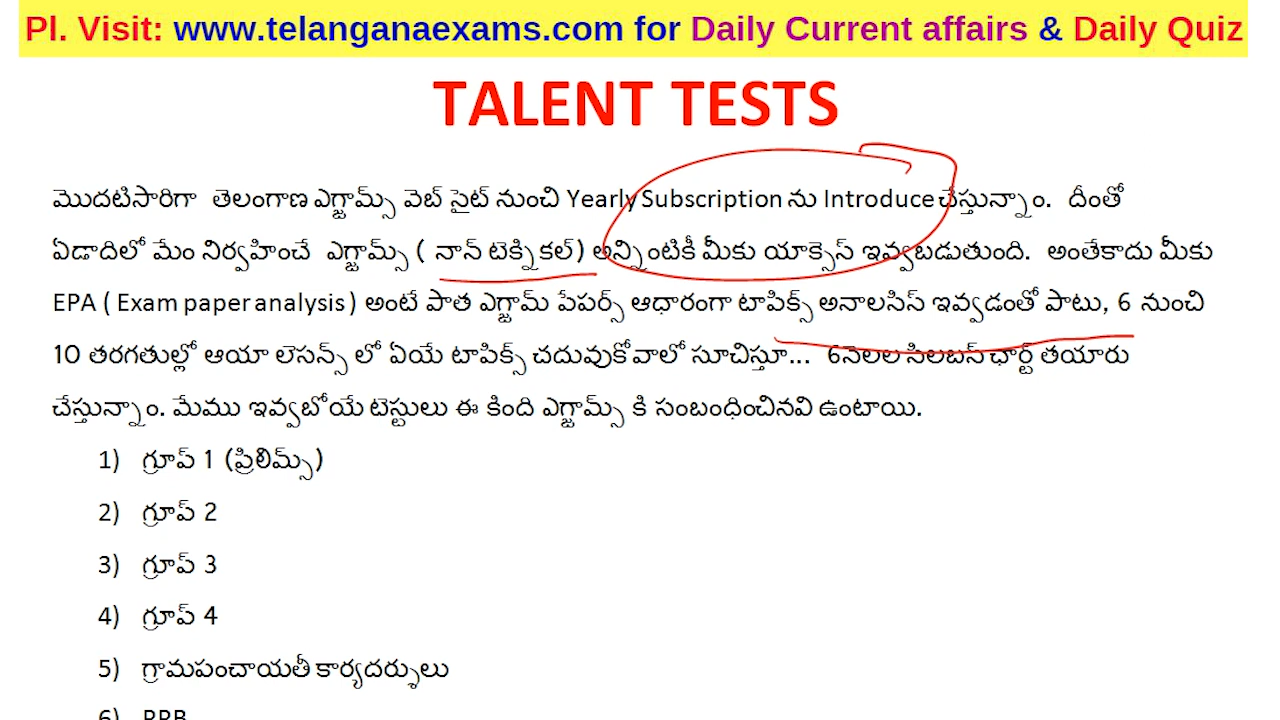 Pl. Visit: www.telanganaexams.com for Daily Current affairs & Daily Quiz
TALENT TESTS
మొదటిసారిగా తెలంగాణ ఎగ్జామ్స్ వెబ్ సైట్ నుంచి Yearly Subscription ను Introduce చేస్తున్నాం. దీంతో
ఏడాదిలో మేం నిర్వహించే ఎగ్జామ్స్ ( నాన్ టెక్నికల్) అన్నింటికీ మీకు యాక్సెస్ ఇవ్వబడుతుంది. అంతేకాదు మీకు
EPA ( Exam paper analysis ) అంటే పాత ఎగ్జామ్ పేపర్స్ ఆధారంగా టాపిక్స్ అనాలసిస్ ఇవ్వడంతో పాటు, 6 నుంచి
10 తరగతుల్లో ఆయా లెసన్స్ లో ఏయే టాపిక్స్ చదువుకోవాలో సూచిస్తూ... 6నెలల సిలబస్ ఛార్ట్ తయారు
చేస్తున్నాం. మేము ఇవ్వబోయే టెస్టులు ఈ కింది ఎగ్జామ్స్ కి సంబంధించినవి ఉంటాయి.
1) గ్రూప్ 1 (ప్రిలిమ్స్)
2) గ్రూప్ 2
3) గ్రూప్ 3
4) గ్రూప్ 4
5) గ్రామపంచాయతీ కార్యదర్శులు
6) RRB